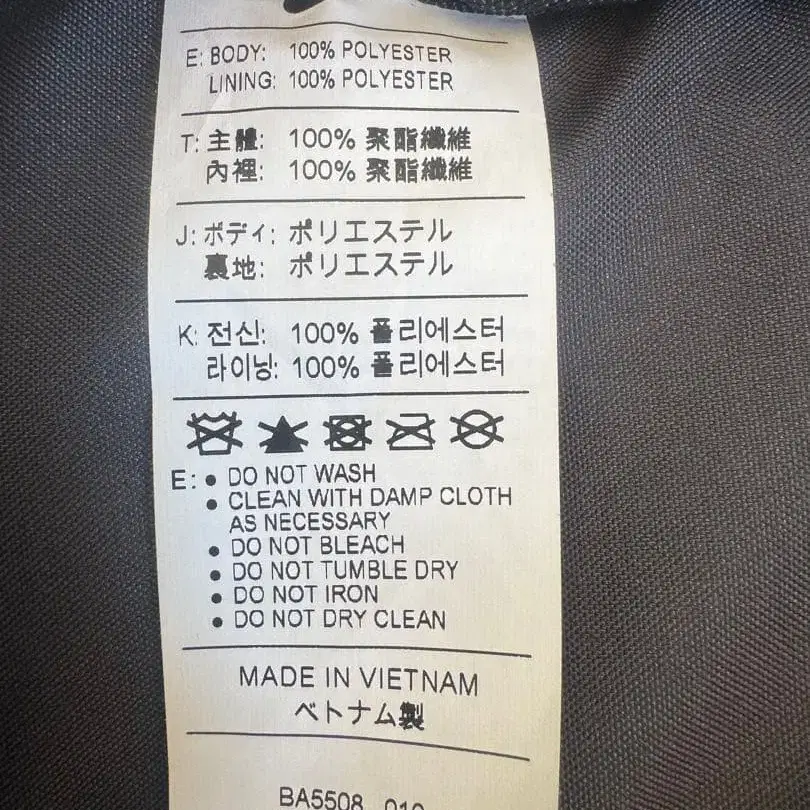 E: BODY: 100% POLYESTER
LINING: 100% POLYESTER
T: 主體: 100% 聚酯纖維
內裡: 100% 聚酯纖維
J: ボディ: ポリエステル
裏地: ポリエステル
K: 전신: 100% 폴리에스터
라이닝: 100% 폴리에스터
E: • DO NOT WASH
• CLEAN WITH DAMP CLOTH
AS NECESSARY
• DO NOT BLEACH
• DO NOT TUMBLE DRY
• DO NOT IRON
• DO NOT DRY CLEAN
MADE IN VIETNAM
ベトナム製
BA5508 010